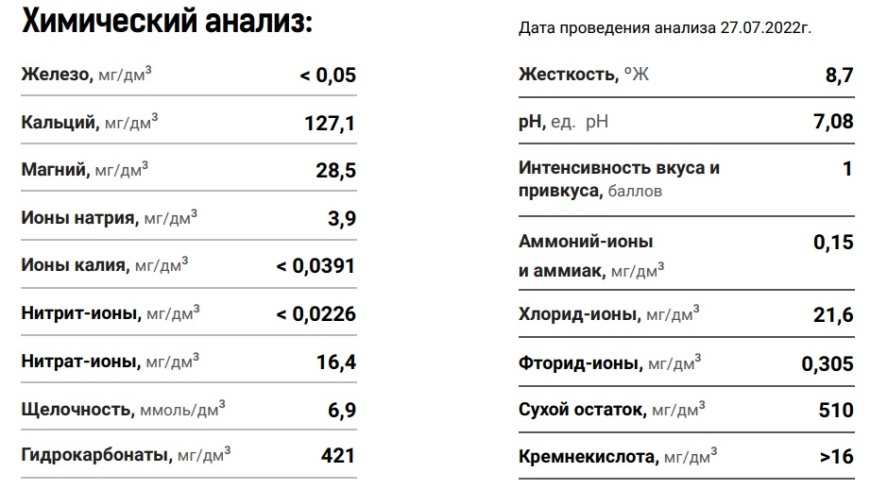 Химический анализ:
Дата проведения анализа 27.07.2022г.
Железо, мг/дм³ < 0,05
Кальций, мг/дм³ 127,1
Магний, мг/дм³ 28,5
Ионы натрия, мг/дм³ 3,9
Ионы калия, мг/дм³ < 0,0391
Нитрит-ионы, мг/дм³ < 0,0226
Нитрат-ионы, мг/дм³ 16,4
Щелочность, ммоль/дм³ 6,9
Гидрокарбонаты, мг/дм³ 421
Жесткость, ºЖ 8,7
pH, ед. pH 7,08
Интенсивность вкуса и 1
привкуса, баллов
Аммоний-ионы 0,15
и аммиак, мг/дм³
Хлорид-ионы, мг/дм³ 21,6
Фторид-ионы, мг/дм³ 0,305
Сухой остаток, мг/дм³ 510
Кремнекислота, мг/дм³ >16